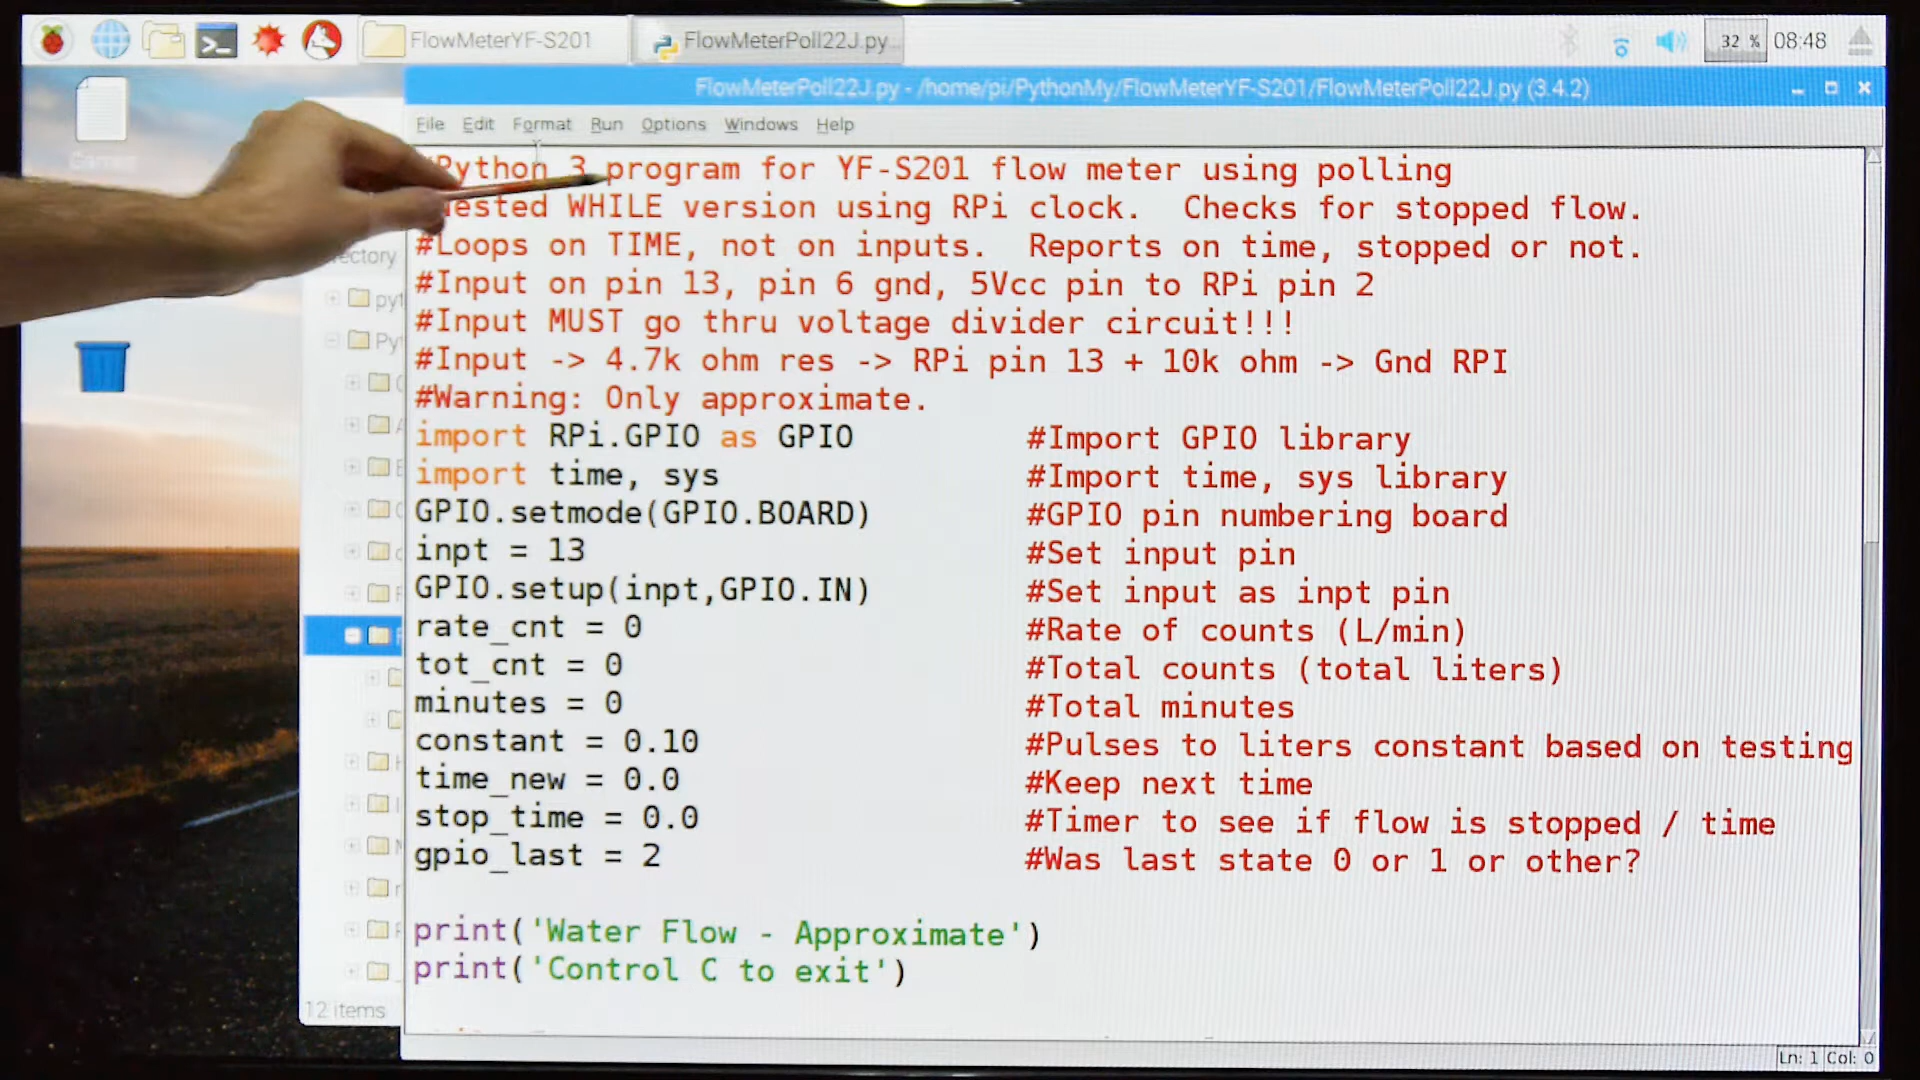 FlowMeterYF-S201
FlowMeterPoll22J.py...
32 %
08:48
FlowMeterPoll22J.py - /home/pi/PythonMy/FlowMeterYF-S201/FlowMeterPoll22J.py (3.4.2)
File Edit Format Run Options Windows Help
#Python 3 program for YF-S201 flow meter using polling
WHILE version using RPi clock.  Checks for stopped flow.
#Loops on TIME, not on inputs.  Reports on time, stopped or not.
#Input on pin 13, pin 6 gnd, 5Vcc pin to RPi pin 2
#Input MUST go thru voltage divider circuit!!!
#Input -> 4.7k ohm res -> RPi pin 13 + 10k ohm -> Gnd RPI
#Warning: Only approximate.
import RPi.GPIO as GPIO #Import GPIO library
import time, sys #Import time, sys library
GPIO.setmode(GPIO.BOARD) #GPIO pin numbering board
inpt = 13 #Set input pin
GPIO.setup(inpt,GPIO.IN) #Set input as inpt pin
rate_cnt = 0 #Rate of counts (L/min)
tot_cnt = 0 #Total counts (total liters)
minutes = 0 #Total minutes
constant = 0.10 #Pulses to liters constant based on testing
time_new = 0.0 #Keep next time
stop_time = 0.0 #Timer to see if flow is stopped / time
gpio_last = 2 #Was last state 0 or 1 or other?
print('Water Flow - Approximate')
print('Control C to exit')
12 items
Ln: 1 Col: 0